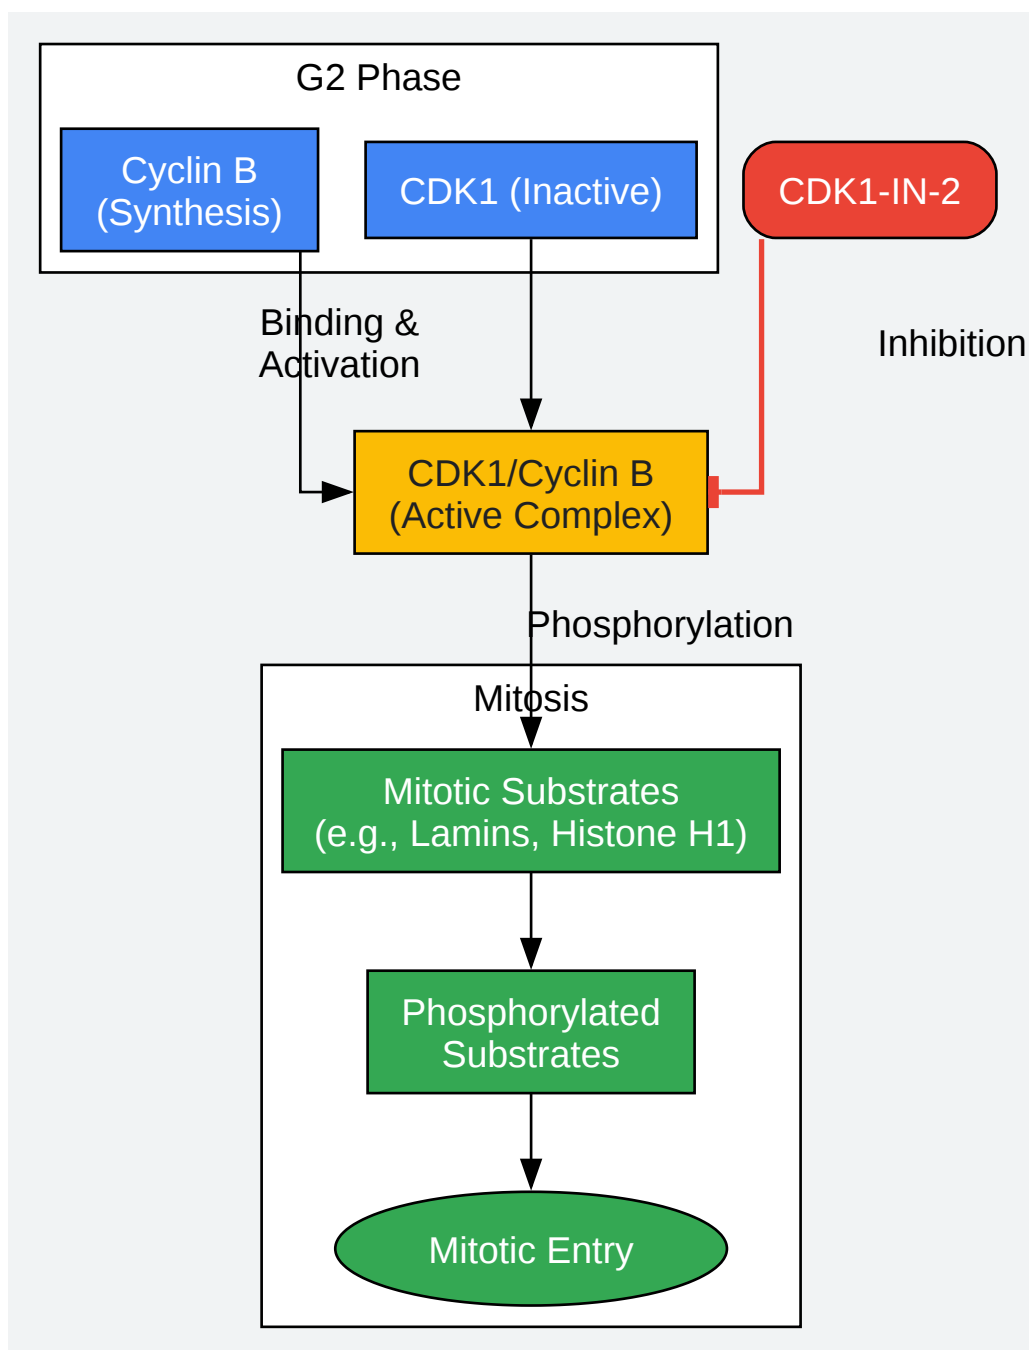 G2 Phase
Cyclin B
(Synthesis)
CDK1 (Inactive)
CDK1-IN-2
Binding &
Activation
Inhibition
CDK1/Cyclin B
(Active Complex)
Phosphorylation
Mitosis
Mitotic Substrates
(e.g., Lamins, Histone H1)
Phosphorylated
Substrates
Mitotic Entry